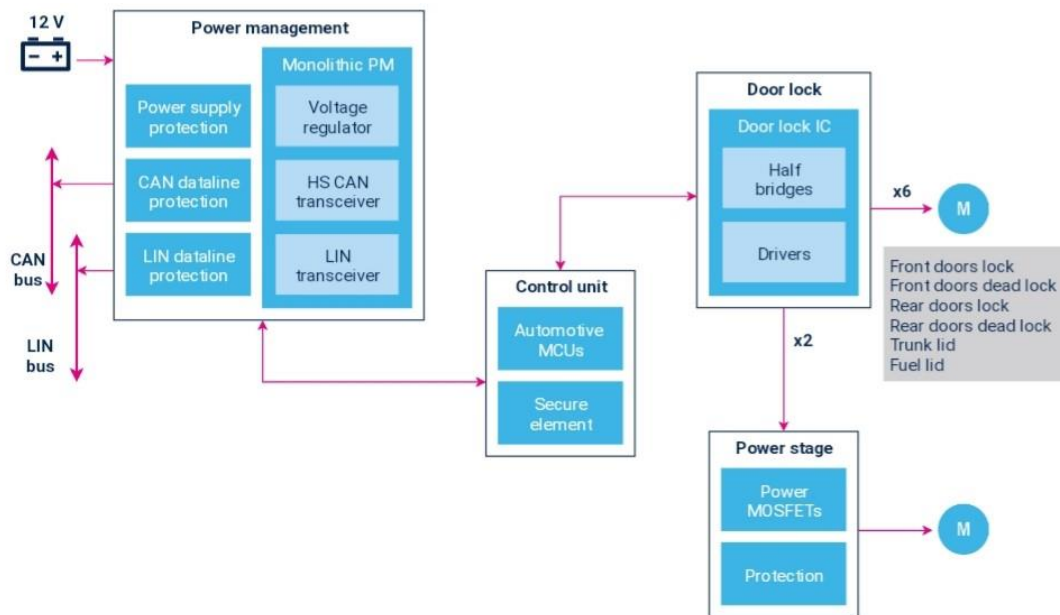 12 V
Power management
Monolithic PM
Power supply
protection
Voltage
regulator
CAN dataline
protection
HS CAN
transceiver
LIN dataline
protection
LIN
transceiver
CAN
bus
LIN
bus
Control unit
Automotive
MCUs
Secure
element
Door lock
Door lock IC
Half
bridges
Drivers
x6
M
Front doors lock
Front doors dead lock
Rear doors lock
Rear doors dead lock
Trunk lid
Fuel lid
x2
Power stage
Power
MOSFETs
Protection
M